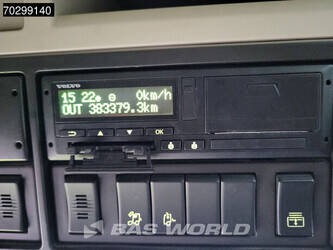 70299140
VOLVO
15 22● ⊖ 0km/h
OUT 383379.3km
OK
BAS WORLD